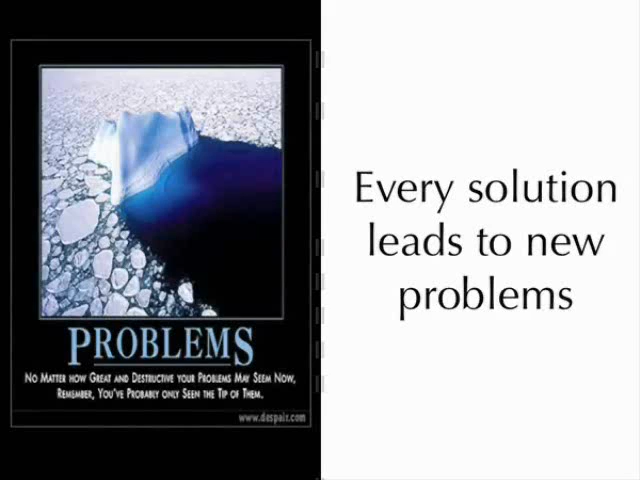 PROBLEMS
NO MATTER HOW GREAT AND DESTRUCTIVE YOUR PROBLEMS MAY SEEM NOW,
REMEMBER, YOU'VE PROBABLY ONLY SEEN THE TIP OF THEM.
www.despair.com
Every solution
leads to new
problems